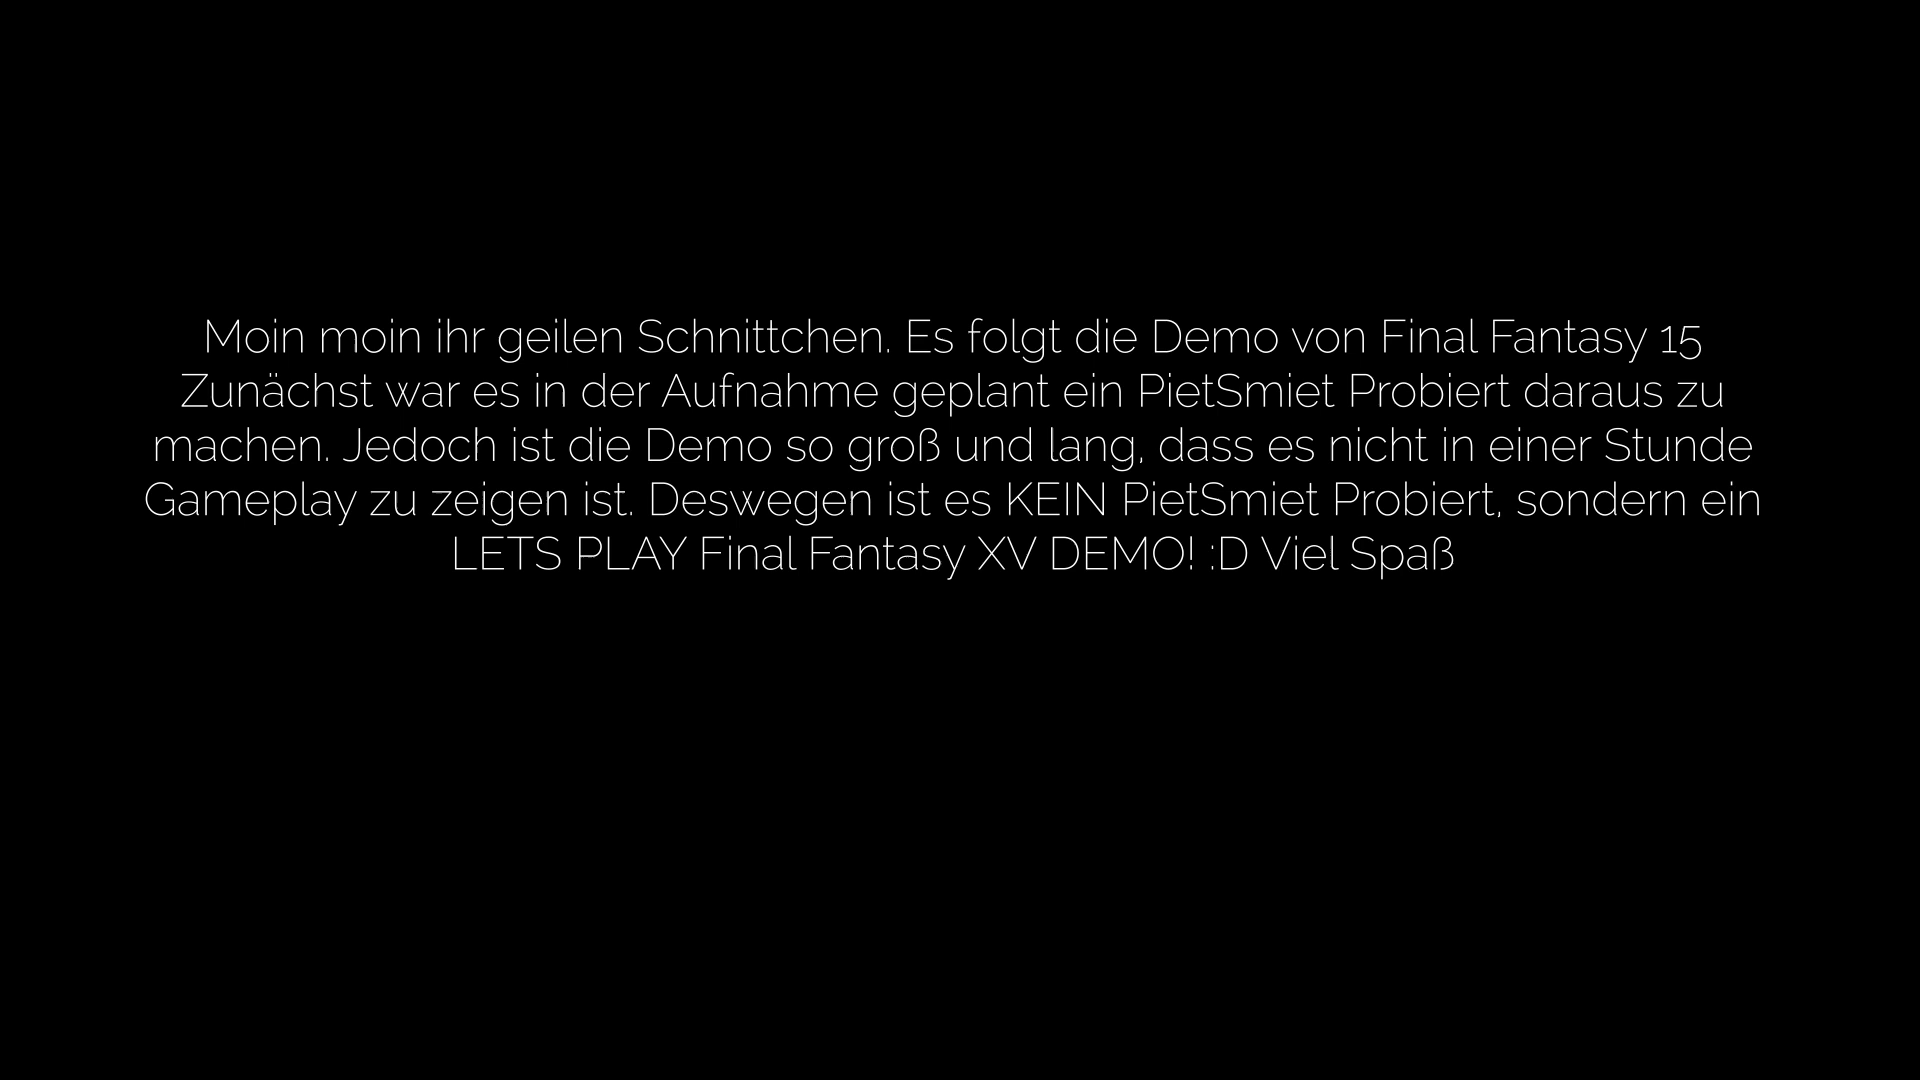 Moin moin ihr geilen Schnittchen. Es folgt die Demo von Final Fantasy 15
Zunächst war es in der Aufnahme geplant ein PietSmiet Probiert daraus zu
machen. Jedoch ist die Demo so groß und lang, dass es nicht in einer Stunde
Gameplay zu zeigen ist. Deswegen ist es KEIN PietSmiet Probiert, sondern ein
LETS PLAY Final Fantasy XV DEMO! :D Viel Spaß